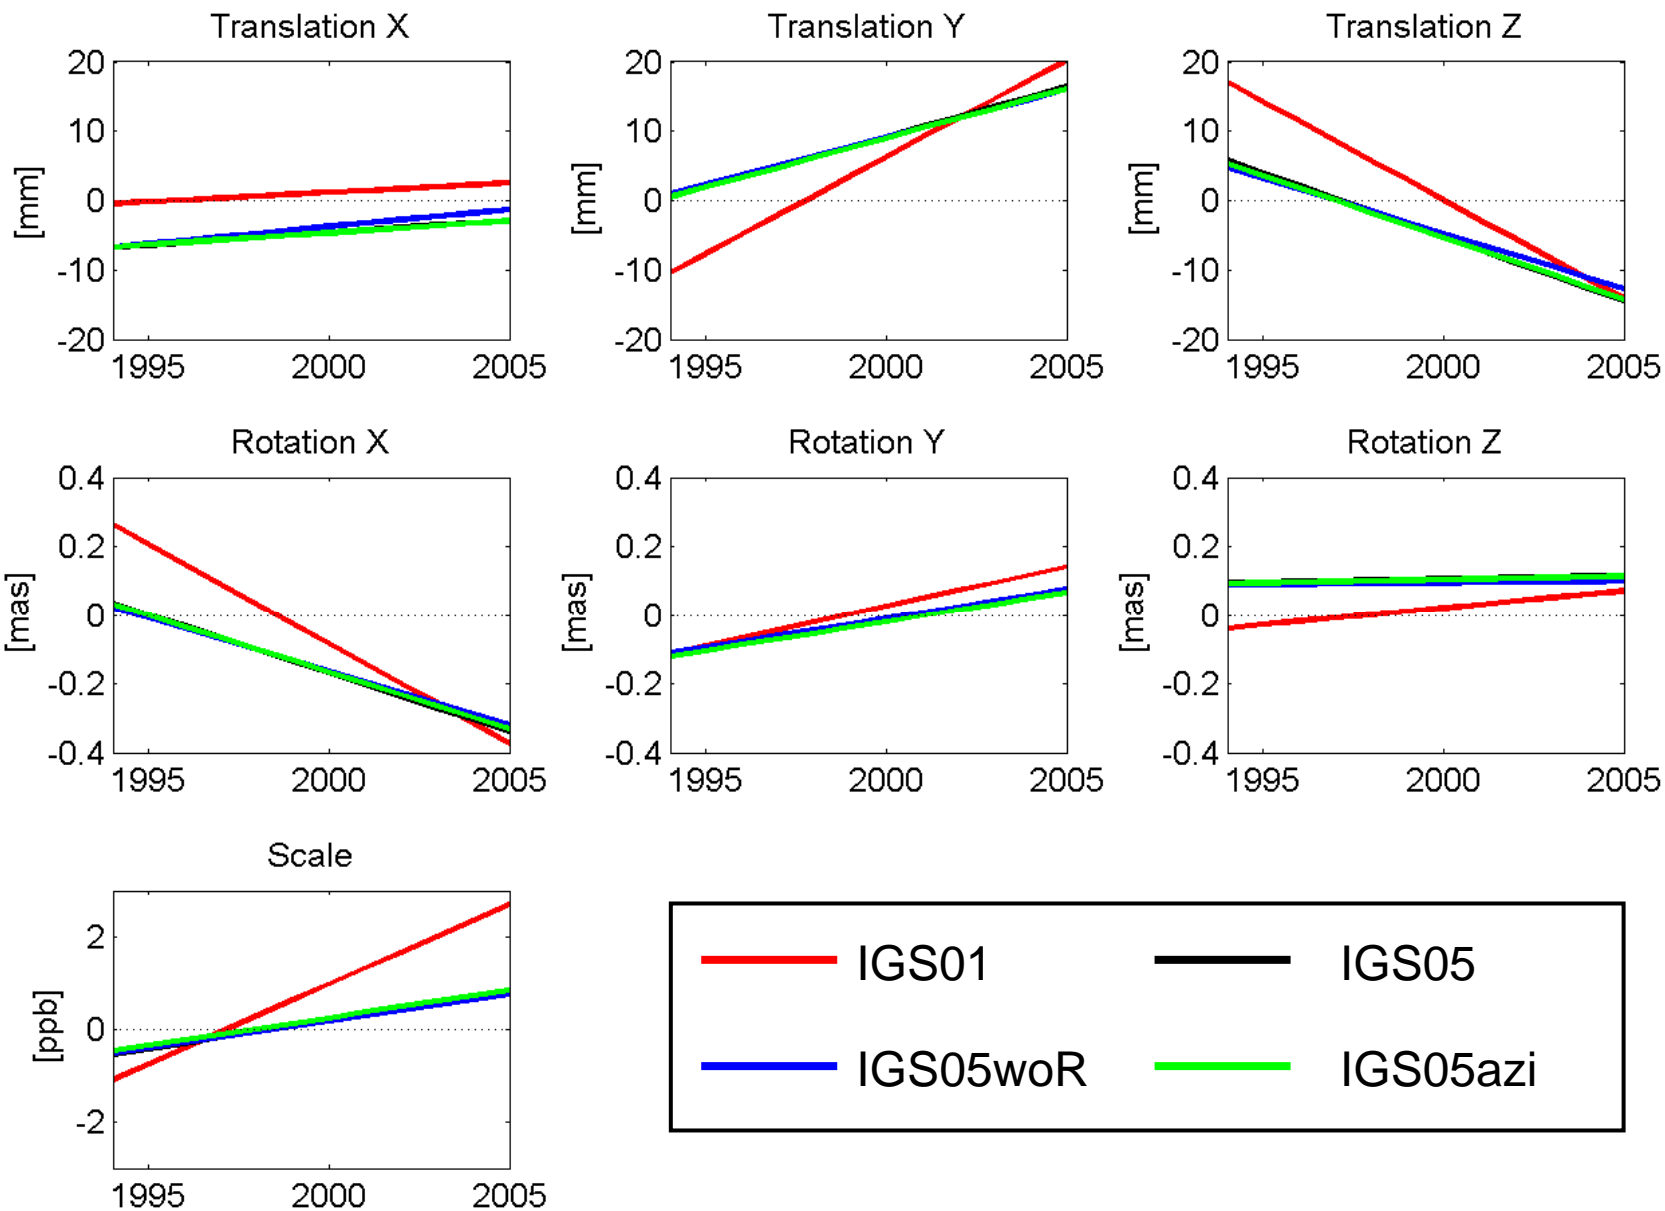 Translation X Translation Y Translation Z
20 20 20
10 10 10
0 0 0
-10 -10 -10
-20 -20 -20
[mm] [mm] [mm]
1995 2000 2005 1995 2000 2005 1995 2000 2005
Rotation X Rotation Y Rotation Z
0.4 0.4 0.4
0.2 0.2 0.2
0 0 0
-0.2 -0.2 -0.2
-0.4 -0.4 -0.4
[mas] [mas] [mas]
1995 2000 2005 1995 2000 2005 1995 2000 2005
Scale
2
0
-2
[ppb]
1995 2000 2005
IGS01 IGS05
IGS05woR IGS05azi